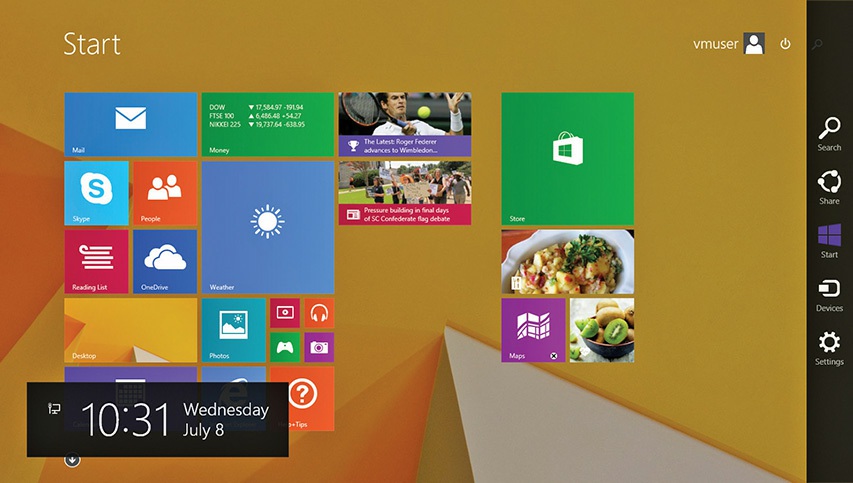 Start
vmuser
Mail
DOW ▼ 17,584.97 -191.94
FTSE 100 ▲ 6,486.48 +54.27
NIKKEI 225 ▼ 19,737.64 -638.95
Money
The Latest: Roger Federer
advances to Wimbledon...
Skype
People
Pressure building in final days
of SC Confederate flag debate
Weather
Reading List
OneDrive
Desktop
Photos
Store
Maps
Help+Tips
10:31
Wednesday
July 8
Search
Share
Start
Devices
Settings